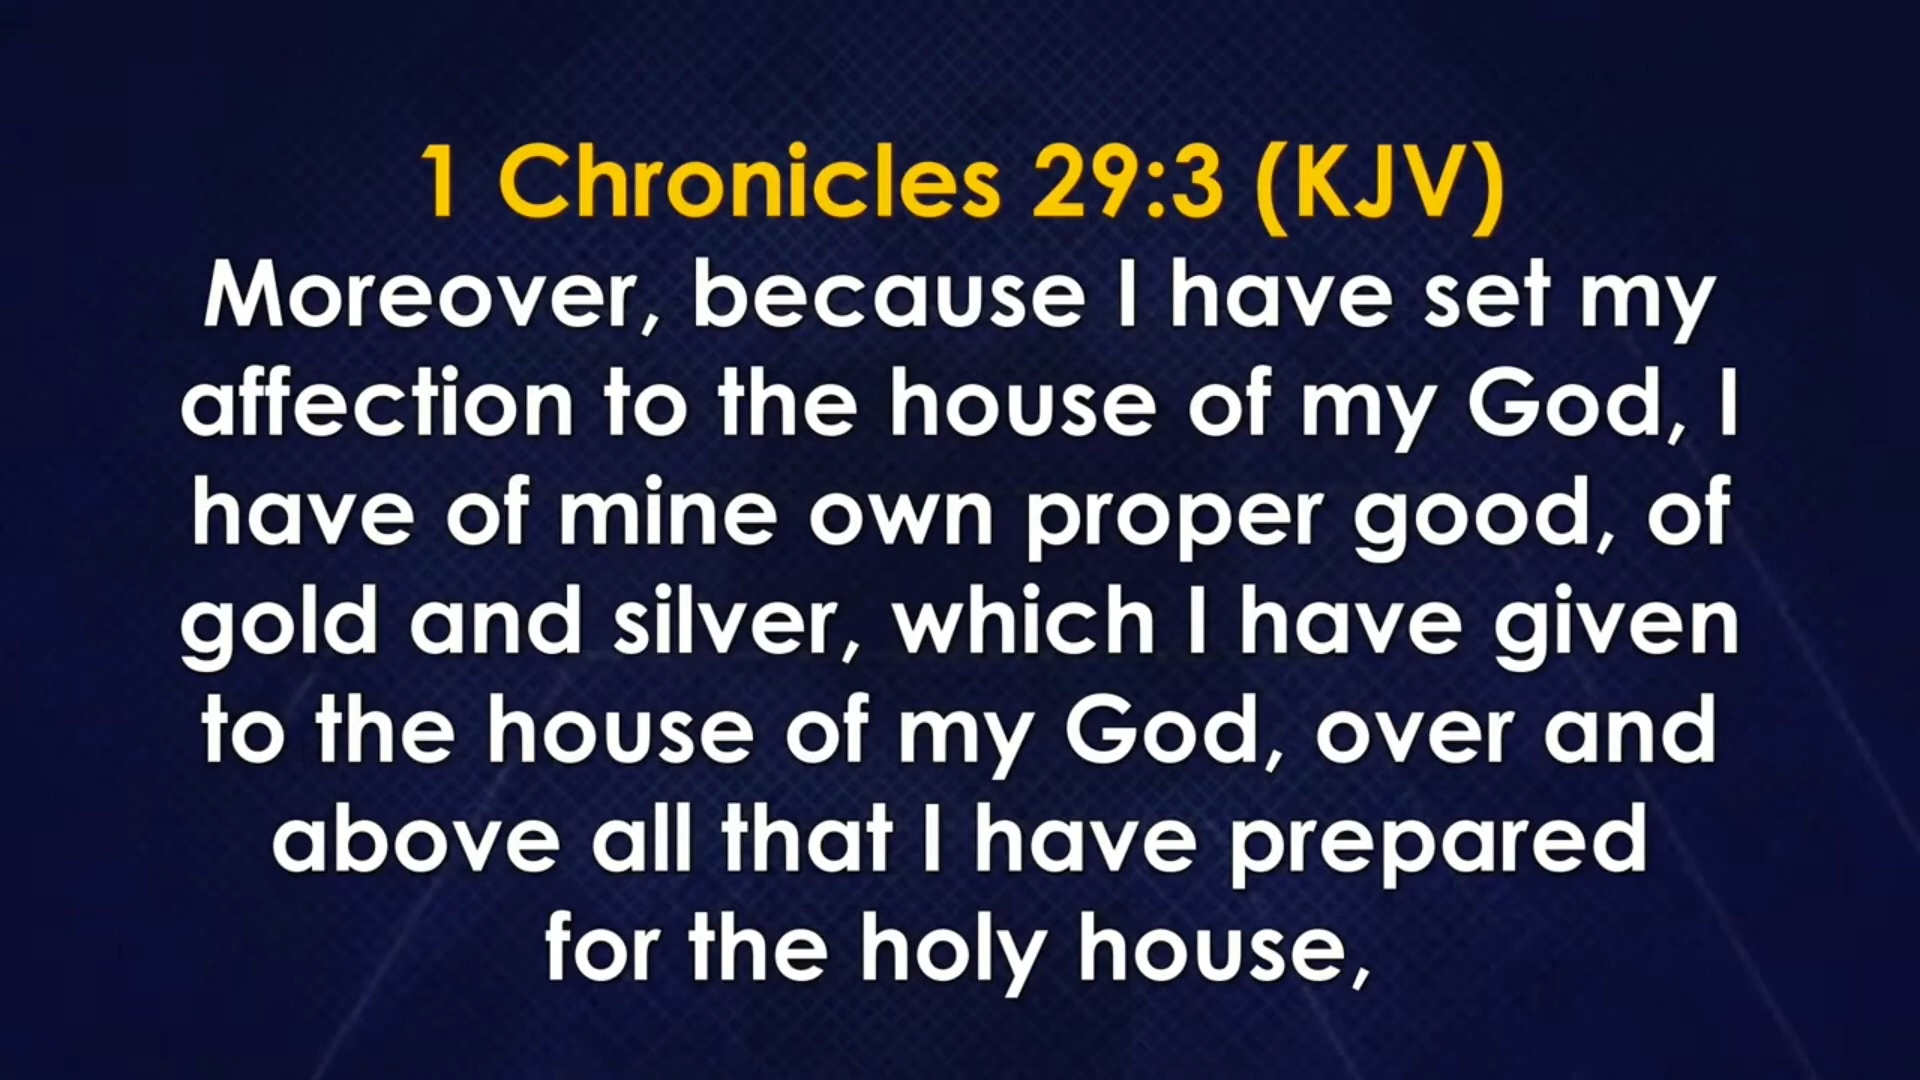 1 Chronicles 29:3 (KJV)
Moreover, because I have set my
affection to the house of my God, I
have of mine own proper good, of
gold and silver, which I have given
to the house of my God, over and
above all that I have prepared
for the holy house,